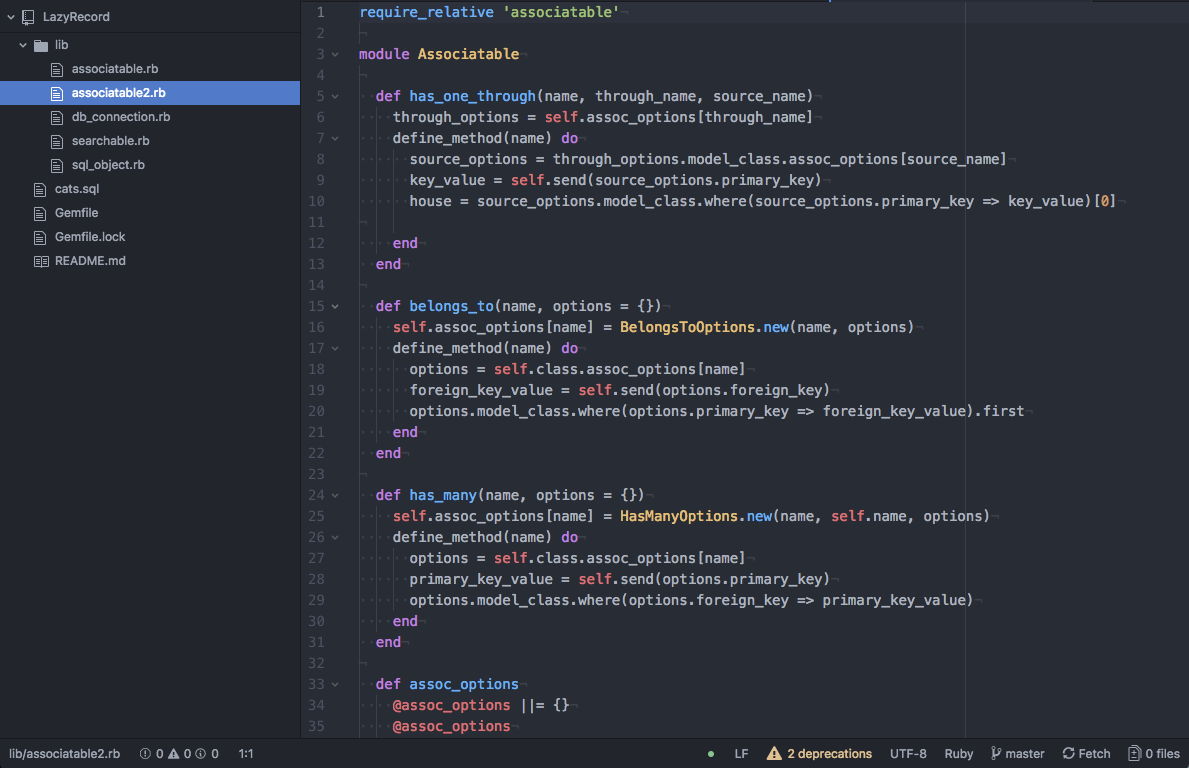 LazyRecord
lib
associatable.rb
associatable2.rb
db_connection.rb
searchable.rb
sql_object.rb
cats.sql
Gemfile
Gemfile.lock
README.md
1 require_relative 'associatable'
2
3 module Associatable
4
5 def has_one_through(name, through_name, source_name)
6 through_options = self.assoc_options[through_name]
7 define_method(name) do
8 source_options = through_options.model_class.assoc_options[source_name]
9 key_value = self.send(source_options.primary_key)
10 house = source_options.model_class.where(source_options.primary_key => key_value)[0]
11
12 end
13 end
14
15 def belongs_to(name, options = {})
16 self.assoc_options[name] = BelongsToOptions.new(name, options)
17 define_method(name) do
18 options = self.class.assoc_options[name]
19 foreign_key_value = self.send(options.foreign_key)
20 options.model_class.where(options.primary_key => foreign_key_value).first
21 end
22 end
23
24 def has_many(name, options = {})
25 self.assoc_options[name] = HasManyOptions.new(name, self.name, options)
26 define_method(name) do
27 options = self.class.assoc_options[name]
28 primary_key_value = self.send(options.primary_key)
29 options.model_class.where(options.foreign_key => primary_key_value)
30 end
31 end
32
33 def assoc_options
34 @assoc_options ||= {}
35 @assoc_options
lib/associatable2.rb 0 0 0 1:1 LF 2 deprecations UTF-8 Ruby master Fetch 0 files